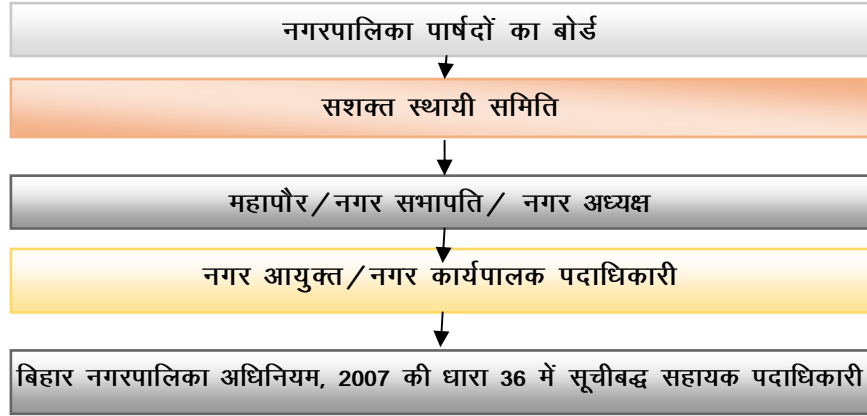 नगरपालिका पार्षदों का बोर्ड
सशक्त स्थायी समिति
महापौर/नगर सभापति/ नगर अध्यक्ष
नगर आयुक्त/नगर कार्यपालक पदाधिकारी
बिहार नगरपालिका अधिनियम, 2007 की धारा 36 में सूचीबद्ध सहायक पदाधिकारी